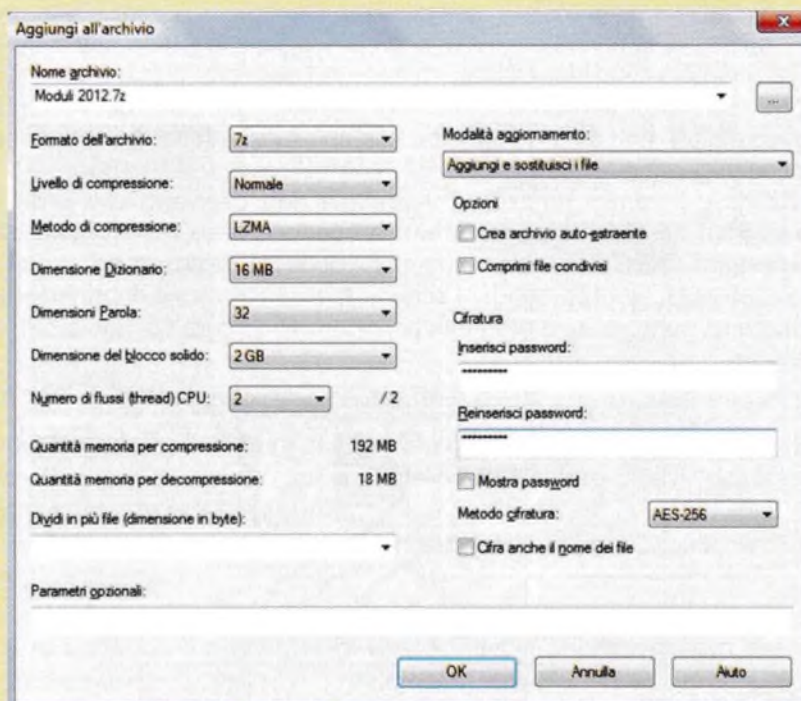 Aggiungi all'archivio
Nome archivio:
Moduli 2012.7z
...
Formato dell'archivio: 7z
Livello di compressione: Normale
Metodo di compressione: LZMA
Dimensione Dizionario: 16 MB
Dimensioni Parola: 32
Dimensione del blocco solido: 2 GB
Numero di flussi (thread) CPU: 2 / 2
Quantità memoria per compressione: 192 MB
Quantità memoria per decompressione: 18 MB
Dividi in più file (dimensione in byte):
Modalità aggiornamento:
Aggiungi e sostituisci i file
Opzioni
Crea archivio auto-estraente
Comprimi file condivisi
Cifratura
Inserisci password:
Reinserisci password:
Mostra password
Metodo cifratura: AES-256
Cifra anche il nome dei file
Parametri opzionali:
OK Annulla Aiuto